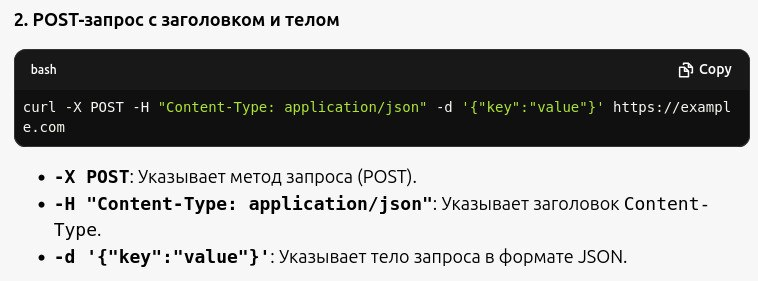 2. POST-запрос с заголовком и телом
bash
Copy
curl -X POST -H "Content-Type: application/json" -d '{"key":"value"}' https://exampl
e.com
• -X POST: Указывает метод запроса (POST).
• -H "Content-Type: application/json": Указывает заголовок Content-
Type.
• -d '{"key":"value"}': Указывает тело запроса в формате JSON.